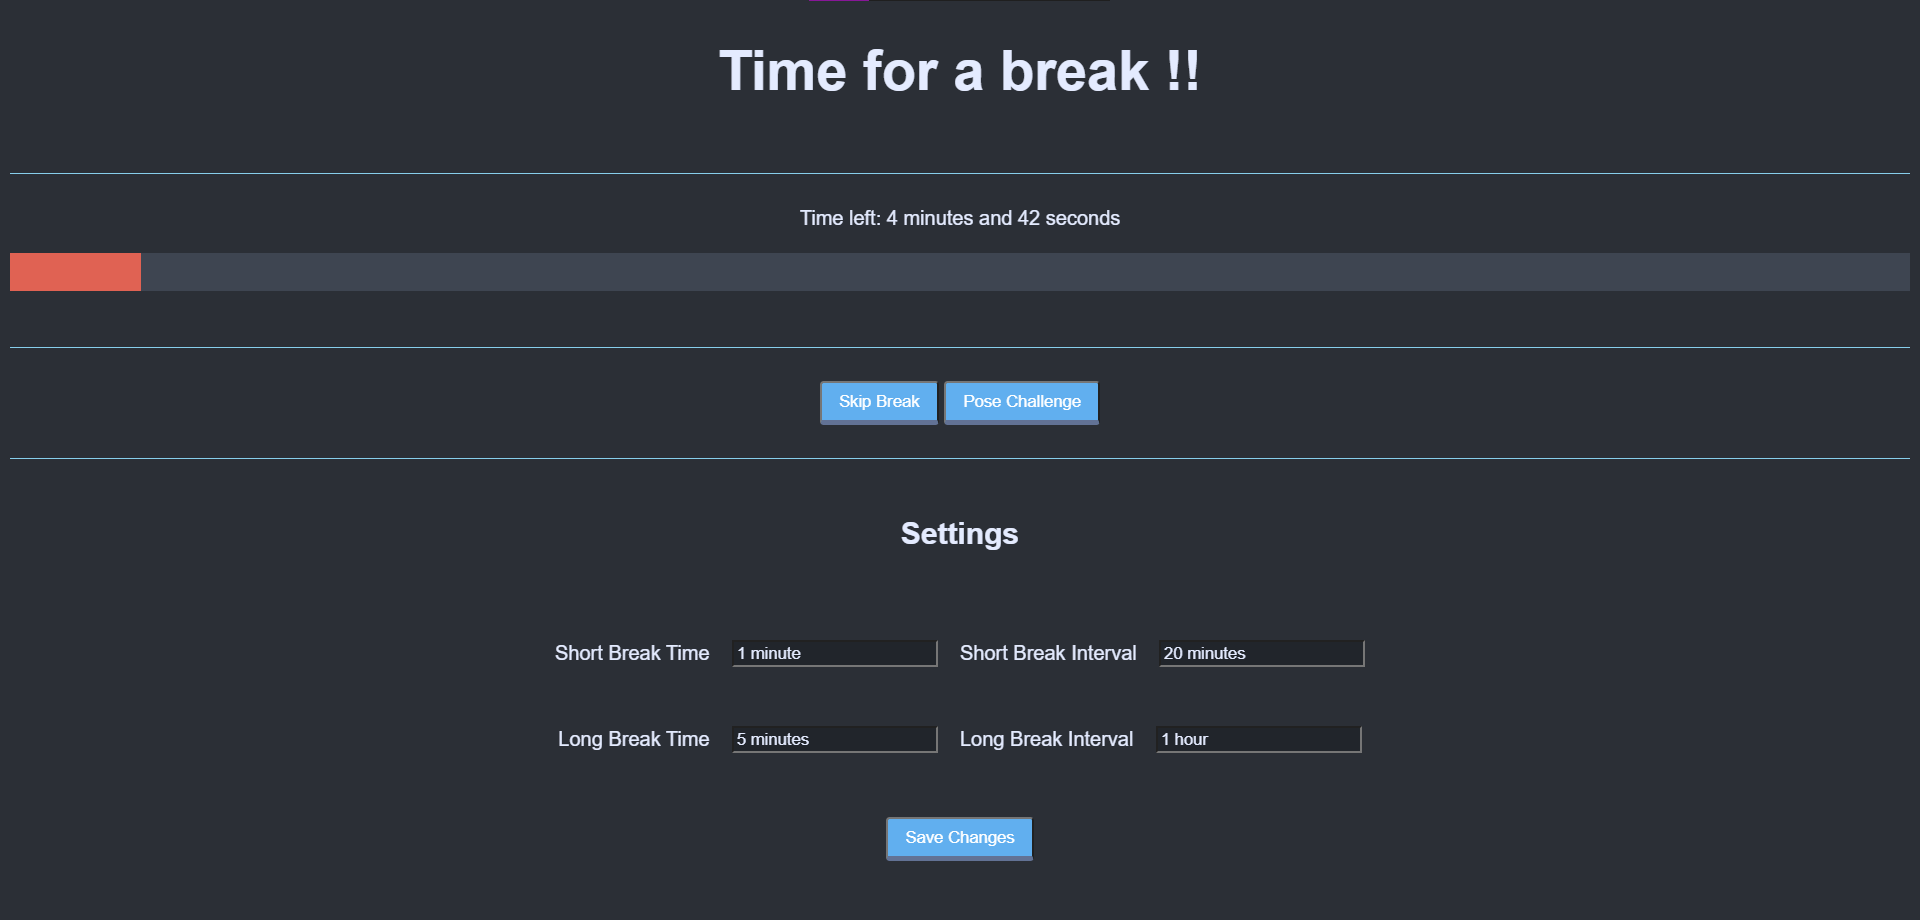 Time for a break !!
Time left: 4 minutes and 42 seconds
Skip Break Pose Challenge
Settings
Short Break Time 1 minute Short Break Interval 20 minutes
Long Break Time 5 minutes Long Break Interval 1 hour
Save Changes